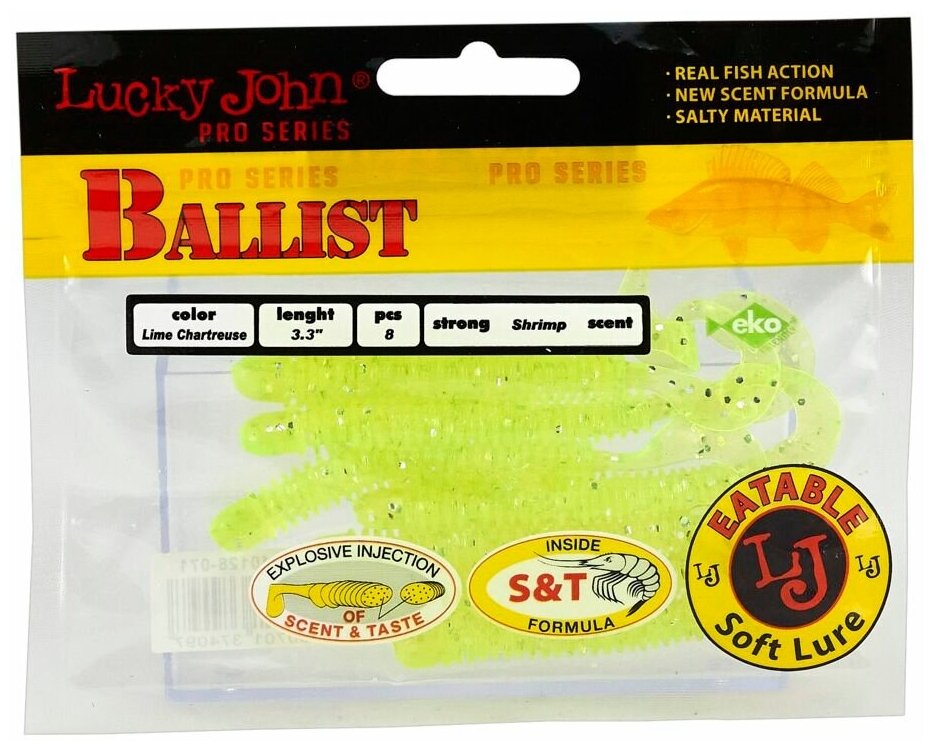 Lucky John®
PRO SERIES
· REAL FISH ACTION
· NEW SCENT FORMULA
· SALTY MATERIAL
PRO SERIES
PRO SERIES
BALLIST
color
Lime Chartreuse
lenght
3.3"
pcs
8
strong Shrimp scent
eko
EXPLOSIVE INJECTION
OF
SCENT & TASTE
INSIDE
S&T
FORMULA
EATABLE
LJ
LJ
LJ
Soft Lure